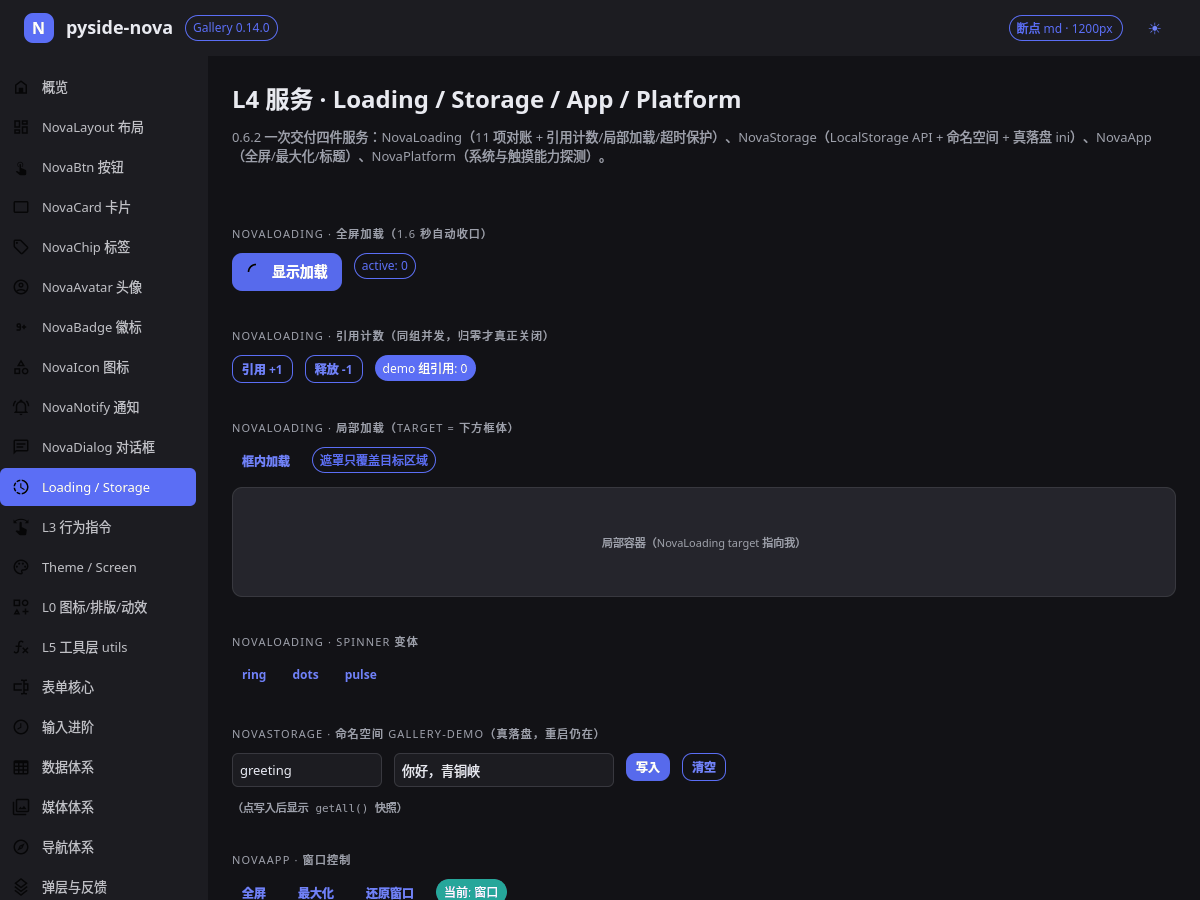 N pyside-nova Gallery 0.14.0 断点 md · 1200px
概览
NovaLayout 布局
NovaBtn 按钮
NovaCard 卡片
NovaChip 标签
NovaAvatar 头像
9+ NovaBadge 徽标
NovaIcon 图标
NovaNotify 通知
NovaDialog 对话框
Loading / Storage
L3 行为指令
Theme / Screen
L0 图标/排版/动效
L5 工具层 utils
表单核心
输入进阶
数据体系
媒体体系
导航体系
弹层与反馈
L4 服务 · Loading / Storage / App / Platform
0.6.2 一次交付四件服务：NovaLoading（11 项对账 + 引用计数/局部加载/超时保护）、NovaStorage（LocalStorage API + 命名空间 + 真落盘 ini）、NovaApp
（全屏/最大化/标题）、NovaPlatform（系统与触摸能力探测）。
NOVALOADING · 全屏加载（1.6 秒自动收口）
显示加载 active: 0
NOVALOADING · 引用计数（同组并发，归零才真正关闭）
引用 +1 释放 -1 demo 组引用: 0
NOVALOADING · 局部加载（TARGET = 下方框体）
框内加载 遮罩只覆盖目标区域
局部容器（NovaLoading target 指向我）
NOVALOADING · SPINNER 变体
ring dots pulse
NOVASTORAGE · 命名空间 GALLERY-DEMO（真落盘，重启仍在）
greeting 你好，青铜峡 写入 清空
（点写入后显示 getAll() 快照）
NOVAAPP · 窗口控制
全屏 最大化 还原窗口 当前: 窗口